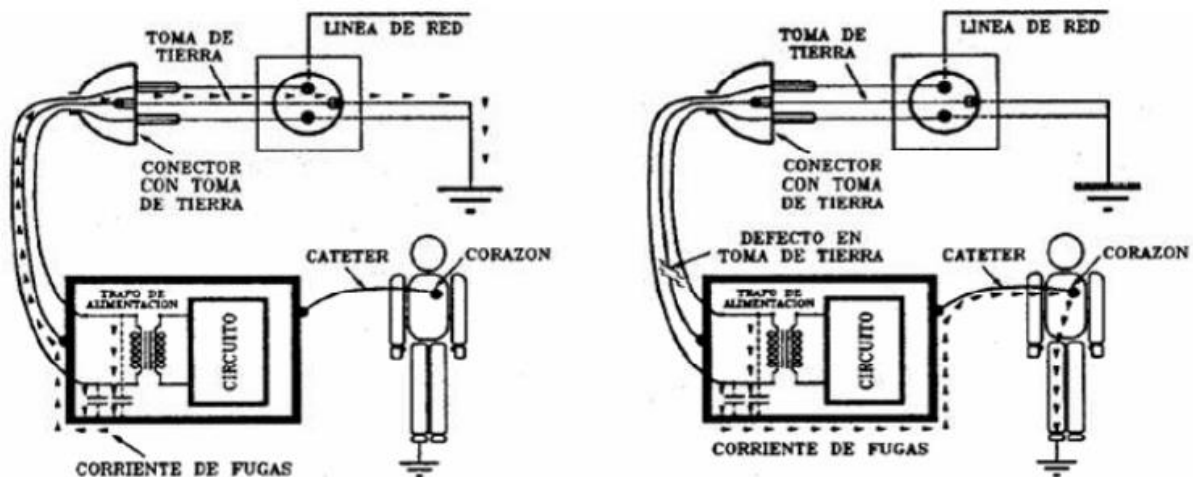 LINEA DE RED
TOMA DE
TIERRA
CONECTOR
CON TOMA
DE TIERRA
CATETER
CORAZON
TRAFO DE
ALIMENTACION
CIRCUITO
CORRIENTE DE FUGAS
LINEA DE RED
TOMA DE
TIERRA
CONECTOR
CON TOMA
DE TIERRA
DEFECTO EN
TOMA DE TIERRA
CATETER
CORAZON
TRAFO DE
ALIMENTACION
CIRCUITO
CORRIENTE DE FUGAS